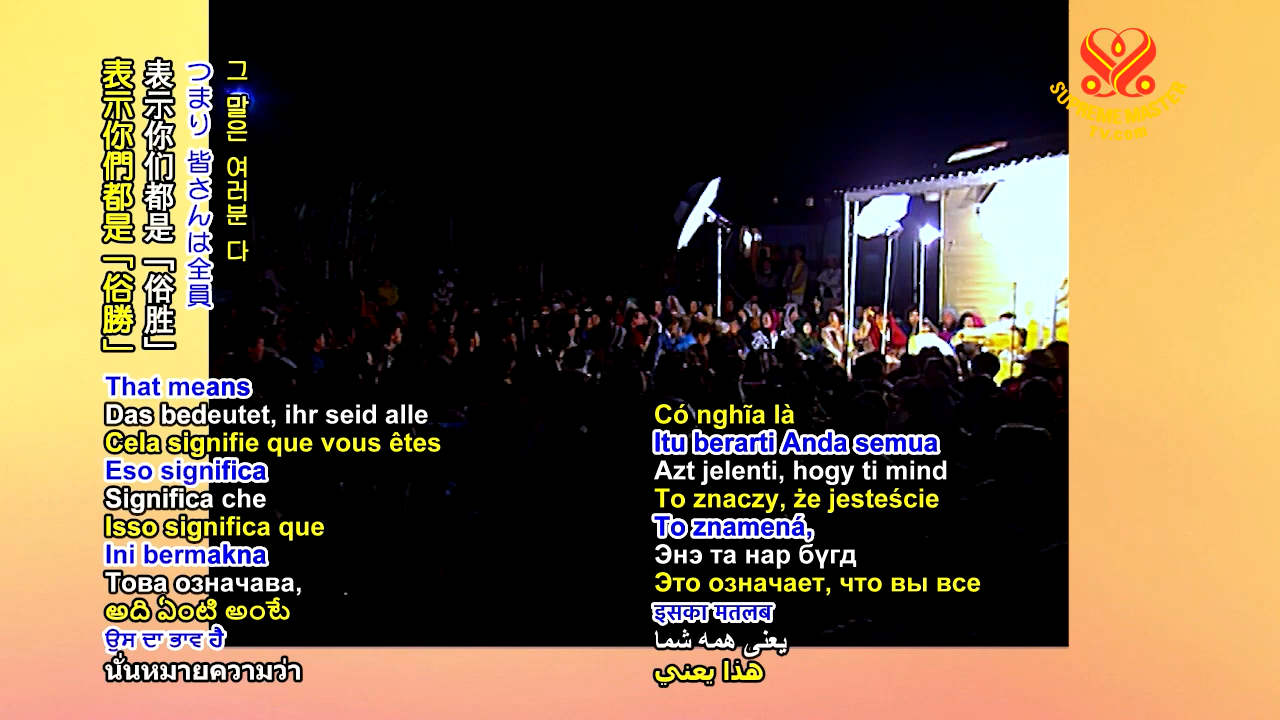 表示你們都是「俗勝」
表示你们都是「俗胜」
つまり 皆さんは全員
그 말은 여러분 다
SUPREME MASTER
TV.com
That means
Das bedeutet, ihr seid alle
Cela signifie que vous êtes
Eso significa
Significa che
Isso significa que
Ini bermakna
Това означава,
అది ఏంటి అంటే
ਉਸ ਦਾ ਭਾਵ ਹੈ
นั่นหมายความว่า
Có nghĩa là
Itu berarti Anda semua
Azt jelenti, hogy ti mind
To znaczy, że jesteście
To znamená,
Энэ та нар бүгд
Это означает, что вы все
इसका मतलब
یعنی همه شما
هذا يعني